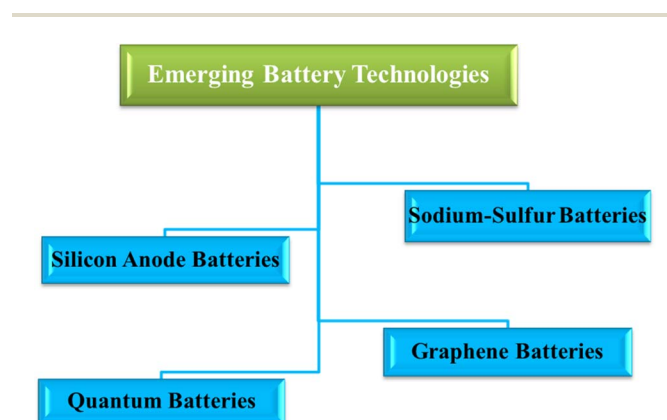 Emerging Battery Technologies
Sodium-Sulfur Batteries
Silicon Anode Batteries
Graphene Batteries
Quantum Batteries